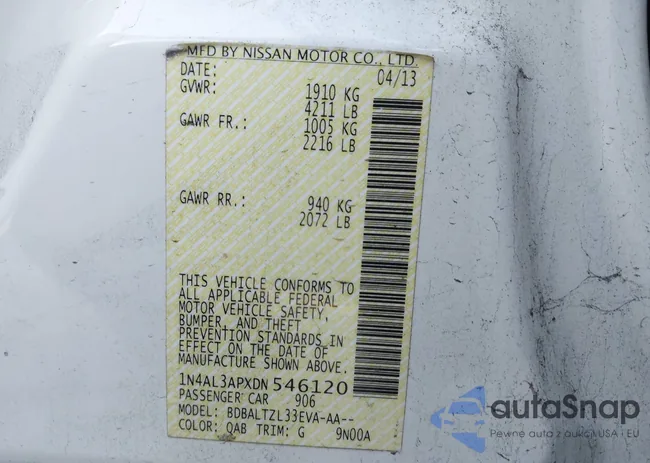 MFD BY NISSAN MOTOR CO., LTD.
DATE: 04/13
GVWR: 1910 KG
4211 LB
GAWR FR.: 1005 KG
2216 LB
GAWR RR.: 940 KG
2072 LB
THIS VEHICLE CONFORMS TO
ALL APPLICABLE FEDERAL
MOTOR VEHICLE SAFETY,
BUMPER, AND THEFT
PREVENTION STANDARDS IN
EFFECT ON THE DATE OF
MANUFACTURE SHOWN ABOVE.
1N4AL3APXDN 546120
PASSENGER CAR 906
MODEL: BDBALTZL33EVA-AA--
COLOR: QAB TRIM: G 9N00A
autoSnap
Pewne auto z aukcji USA i EU